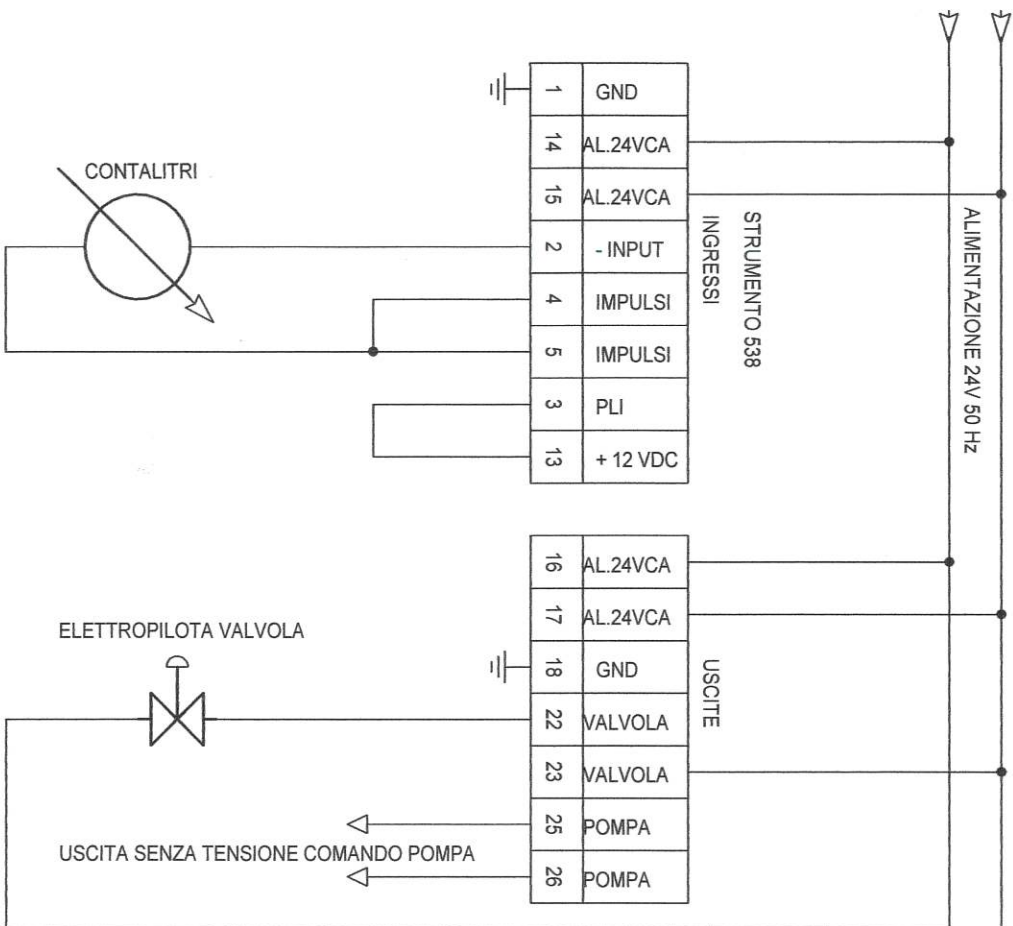 1 GND
14 AL.24VCA
15 AL.24VCA
2 - INPUT
4 IMPULSI
5 IMPULSI
3 PLI
13 + 12 VDC
CONTALITRI
STRUMENTO 538
INGRESSI
ALIMENTAZIONE 24V 50 Hz
16 AL.24VCA
17 AL.24VCA
18 GND
22 VALVOLA
23 VALVOLA
25 POMPA
26 POMPA
USCITE
ELETTROPILOTA VALVOLA
USCITA SENZA TENSIONE COMANDO POMPA